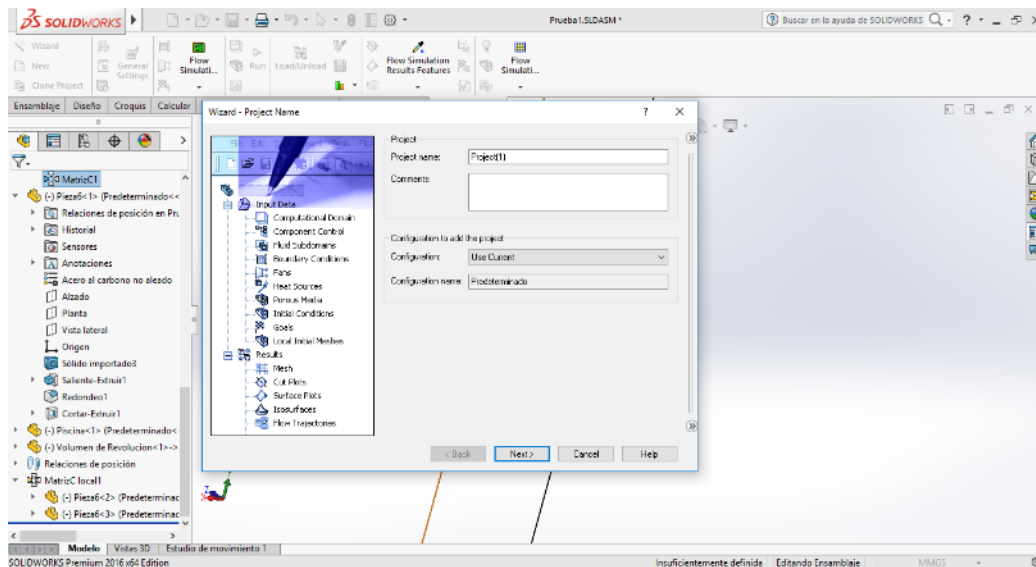 SOLIDWORKS
Prueba1.SLDASM *
Buscar en la ayuda de SOLIDWORKS
Wizard
New
Clone Project
General Settings
Flow Simulati...
Run
Load/Unload
Flow Simulation Results Features
Flow Simulati...
Ensamblaje
Diseño
Croquis
Calcular
MatrizC1
(-) Pieza6<1> (Predeterminado<<
Relaciones de posición en Pru
Historial
Sensores
Anotaciones
Acero al carbono no aleado
Alzado
Planta
Vista lateral
Origen
Sólido importado3
Saliente-Extruir1
Redondeo1
Cortar-Extruir1
(-) Piscina<1> (Predeterminado<
(-) Volumen de Revolucion<1>->
Relaciones de posición
MatrizC local1
(-) Pieza6<2> (Predeterminac
(-) Pieza6<3> (Predeterminac
Wizard - Project Name
Input Data
Computational Domain
Component Control
Fluid Subdomains
Boundary Conditions
Fans
Heat Sources
Porous Media
Initial Conditions
Goals
Local Initial Meshes
Results
Mesh
Cut Plots
Surface Plots
Isosurfaces
Flow Trajectories
Project
Project name: Project(1)
Comments:
Configuration to add the project
Configuration: Use Current
Configuration name: Predeterminado
< Back
Next >
Cancel
Help
Modelo
Vistas 3D
Estudio de movimiento 1
SOLIDWORKS Premium 2016 x64 Edition
Insuficientemente definida
Editando Ensamblaje
MMGS